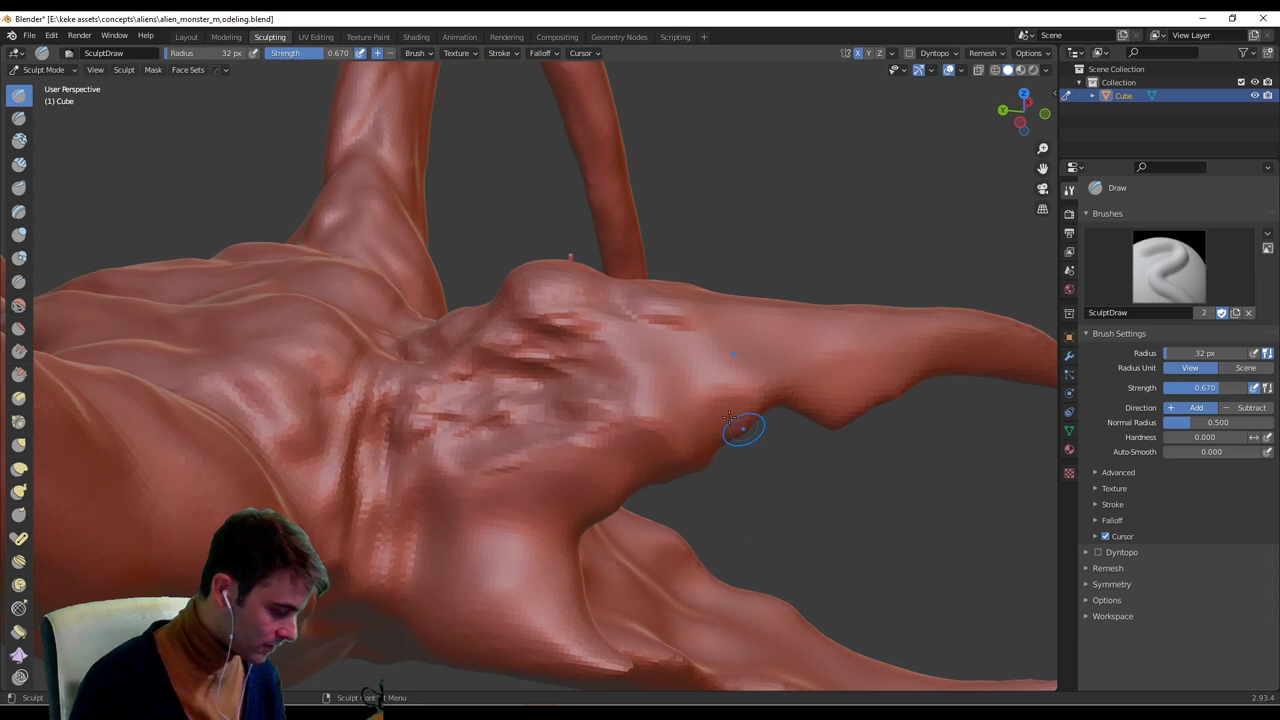 Blender* [E:\keke assets\concepts\aliens\alien_monster_m,odeling.blend]
File Edit Render Window Help Layout Modeling Sculpting UV Editing Texture Paint Shading Animation Rendering Compositing Geometry Nodes Scripting + Scene View Layer
SculptDraw Radius 32 px Strength 0.670 + − Brush Texture Stroke Falloff Cursor X Y Z Dyntopo Remesh Options
Sculpt Mode View Sculpt Mask Face Sets
User Perspective
(1) Cube
Z
Y
Scene Collection
Collection
Cube
Draw
Brushes
SculptDraw 2
Brush Settings
Radius 32 px
Radius Unit View Scene
Strength 0.670
Direction + Add − Subtract
Normal Radius 0.500
Hardness 0.000
Auto-Smooth 0.000
Advanced
Texture
Stroke
Falloff
Cursor
Dyntopo
Remesh
Symmetry
Options
Workspace
Sculpt Menu 2.93.4